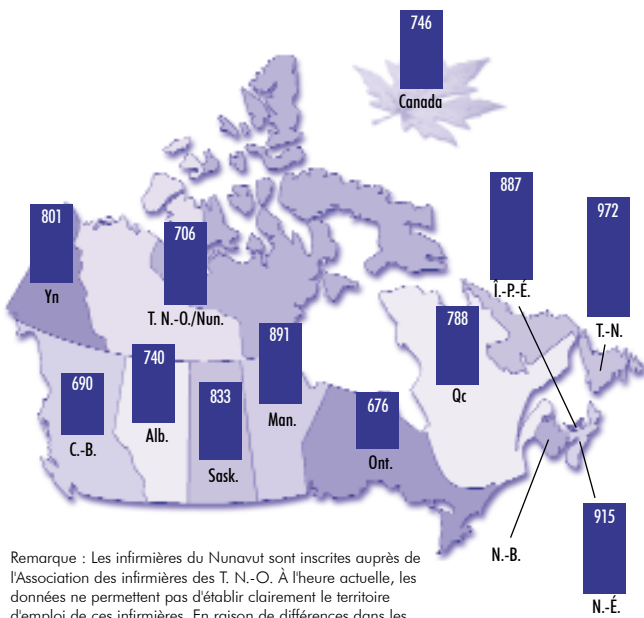 746
Canada
887
Î.-P.-É.
972
T.-N.
801
Yn
706
T. N.-O./Nun.
788
Qc
891
Man.
740
Alb.
690
C.-B.
833
Sask.
676
Ont.
N.-B.
915
N.-É.
Remarque : Les infirmières du Nunavut sont inscrites auprès de
l'Association des infirmières des T. N.-O. À l'heure actuelle, les
données ne permettent pas d'établir clairement le territoire
d'emploi de ces infirmières. En raison de différences dans les